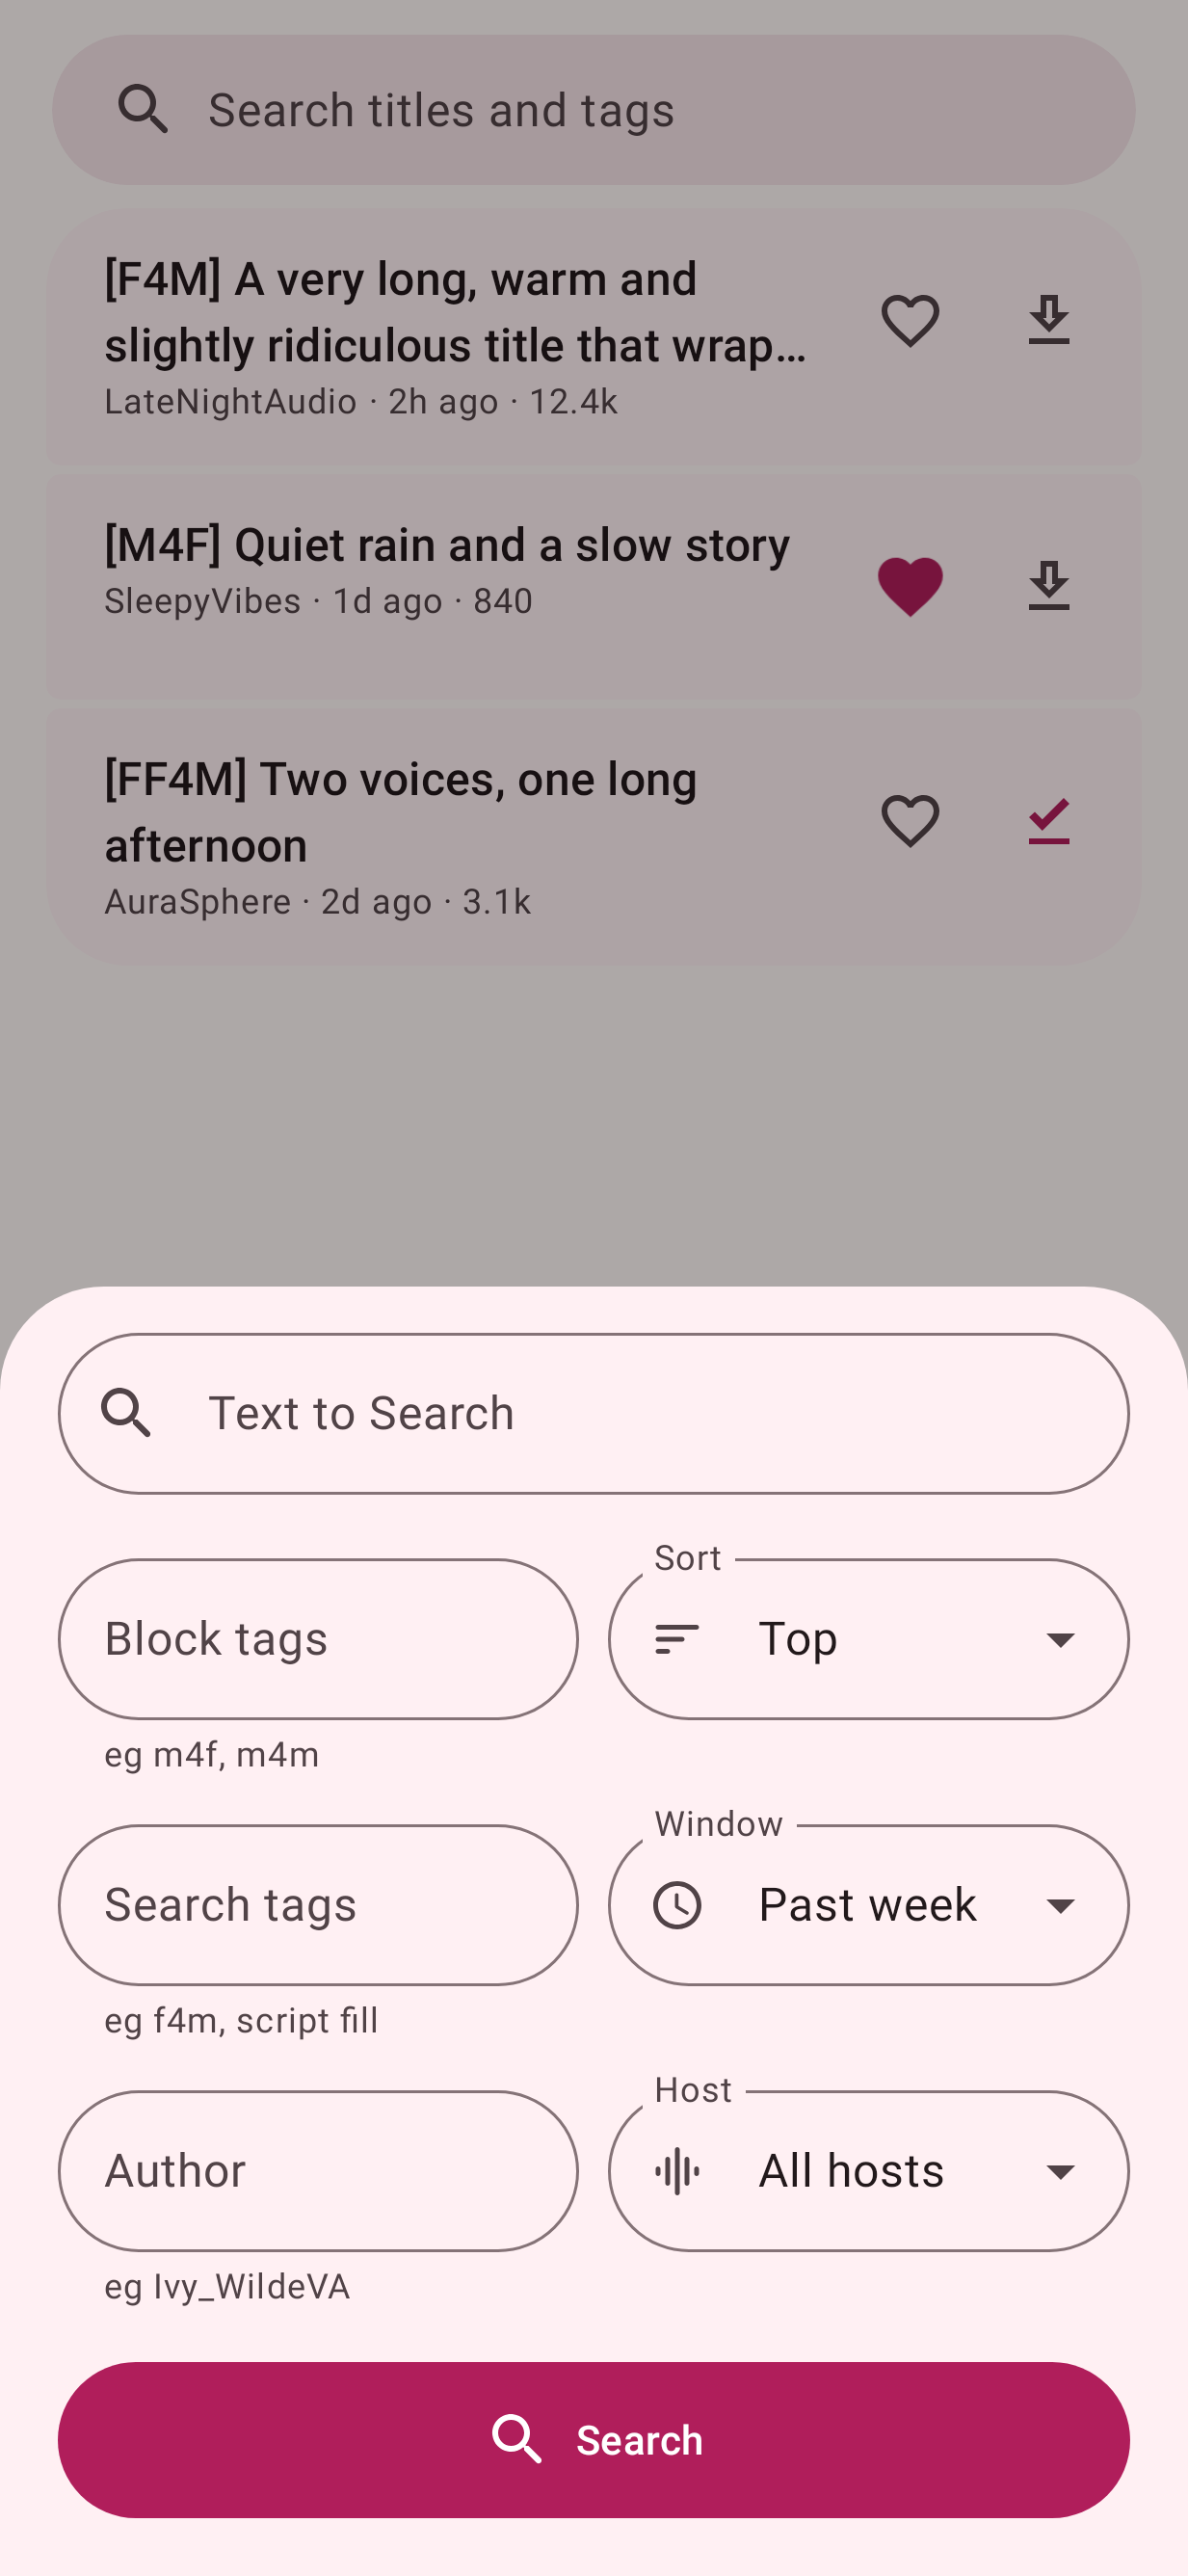 Search titles and tags
[F4M] A very long, warm and
slightly ridiculous title that wrap…
LateNightAudio · 2h ago · 12.4k
[M4F] Quiet rain and a slow story
SleepyVibes · 1d ago · 840
[FF4M] Two voices, one long
afternoon
AuraSphere · 2d ago · 3.1k
Text to Search
Block tags
eg m4f, m4m
Sort
Top
Search tags
eg f4m, script fill
Window
Past week
Author
eg Ivy_WildeVA
Host
All hosts
Search